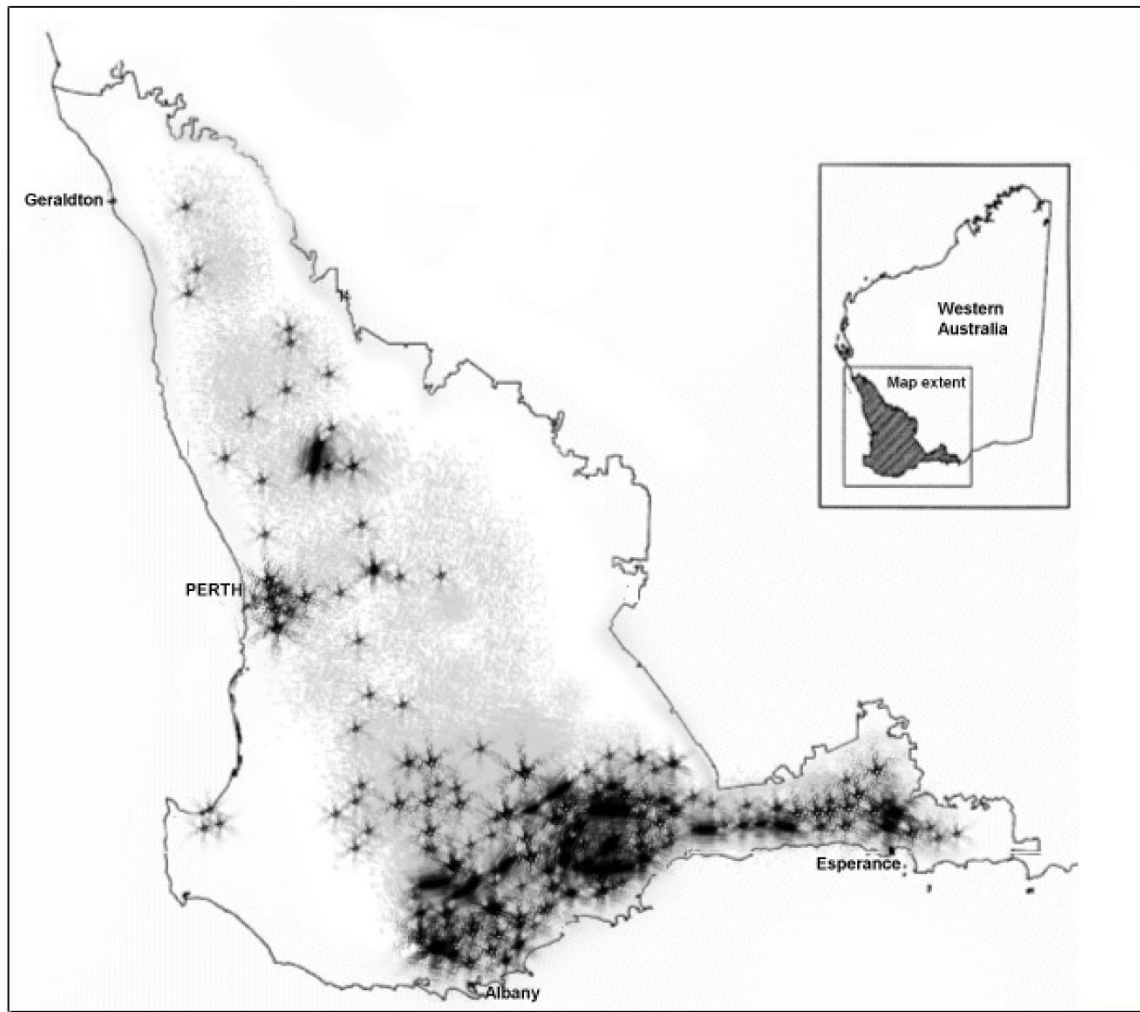 Geraldton
Western
Australia
Map extent
PERTH
Esperance
Albany